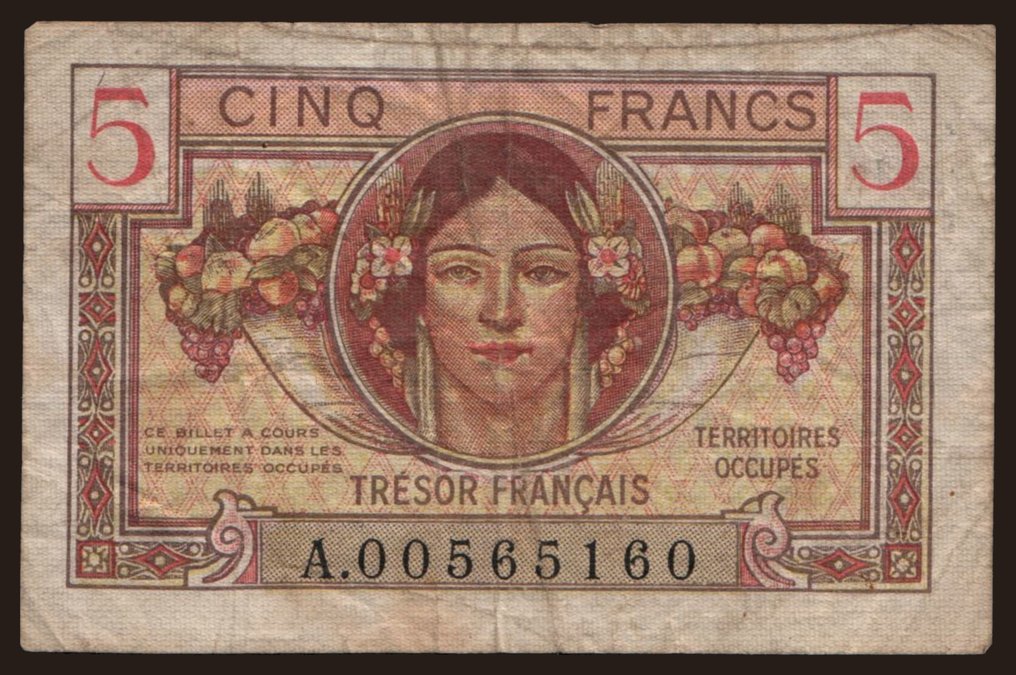 5 CINQ FRANCS 5
CE BILLET A COURS
UNIQUEMENT DANS LES
TERRITOIRES OCCUPÉS
TERRITOIRES
OCCUPÉS
TRÉSOR FRANÇAIS
A.00565160